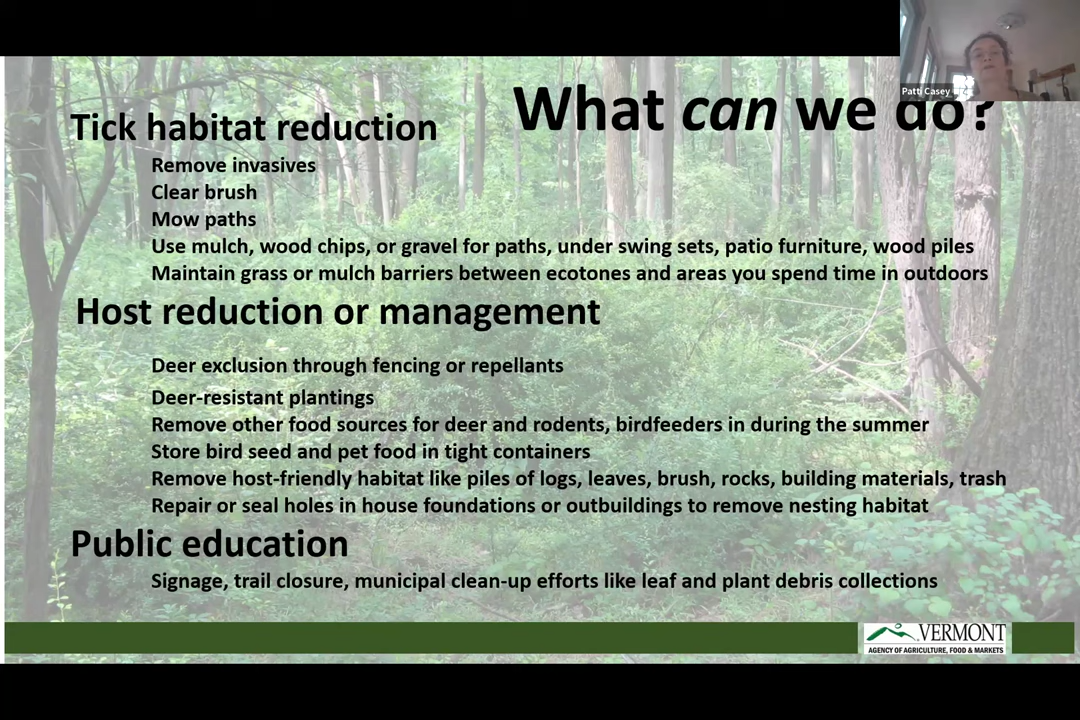 Patti Casey
What can we do?
Tick habitat reduction
Remove invasives
Clear brush
Mow paths
Use mulch, wood chips, or gravel for paths, under swing sets, patio furniture, wood piles
Maintain grass or mulch barriers between ecotones and areas you spend time in outdoors
Host reduction or management
Deer exclusion through fencing or repellants
Deer-resistant plantings
Remove other food sources for deer and rodents, birdfeeders in during the summer
Store bird seed and pet food in tight containers
Remove host-friendly habitat like piles of logs, leaves, brush, rocks, building materials, trash
Repair or seal holes in house foundations or outbuildings to remove nesting habitat
Public education
Signage, trail closure, municipal clean-up efforts like leaf and plant debris collections
VERMONT
AGENCY OF AGRICULTURE, FOOD & MARKETS